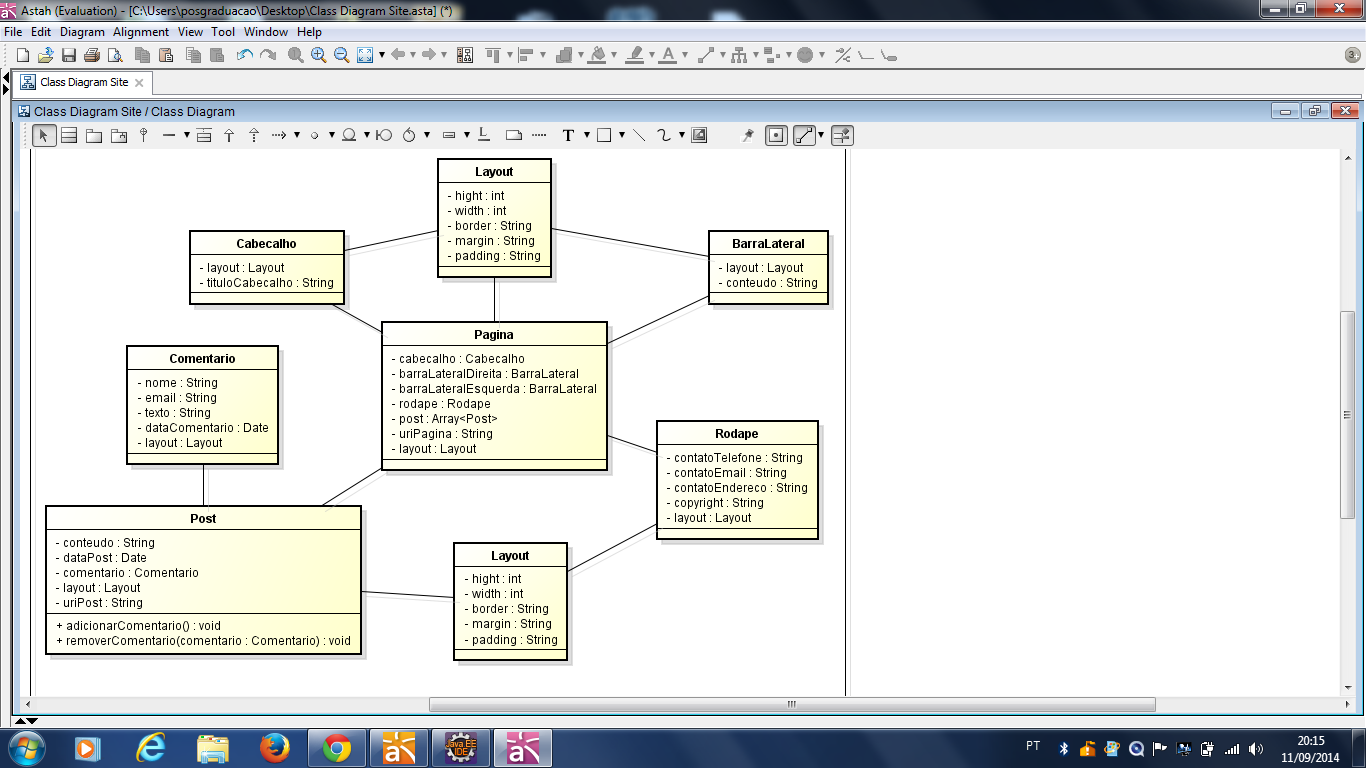 Astah (Evaluation) - [C:\Users\posgraduacao\Desktop\Class Diagram Site.asta] (*)
File Edit Diagram Alignment View Tool Window Help
Class Diagram Site
Class Diagram Site / Class Diagram
T
Layout
- hight : int
- width : int
- border : String
- margin : String
- padding : String
Cabecalho
- layout : Layout
- tituloCabecalho : String
BarraLateral
- layout : Layout
- conteudo : String
Pagina
- cabecalho : Cabecalho
- barraLateralDireita : BarraLateral
- barraLateralEsquerda : BarraLateral
- rodape : Rodape
- post : Array<Post>
- uriPagina : String
- layout : Layout
Comentario
- nome : String
- email : String
- texto : String
- dataComentario : Date
- layout : Layout
Rodape
- contatoTelefone : String
- contatoEmail : String
- contatoEndereco : String
- copyright : String
- layout : Layout
Post
- conteudo : String
- dataPost : Date
- comentario : Comentario
- layout : Layout
- uriPost : String
+ adicionarComentario() : void
+ removerComentario(comentario : Comentario) : void
Layout
- hight : int
- width : int
- border : String
- margin : String
- padding : String
Java EE
IDE
PT
20:15
11/09/2014